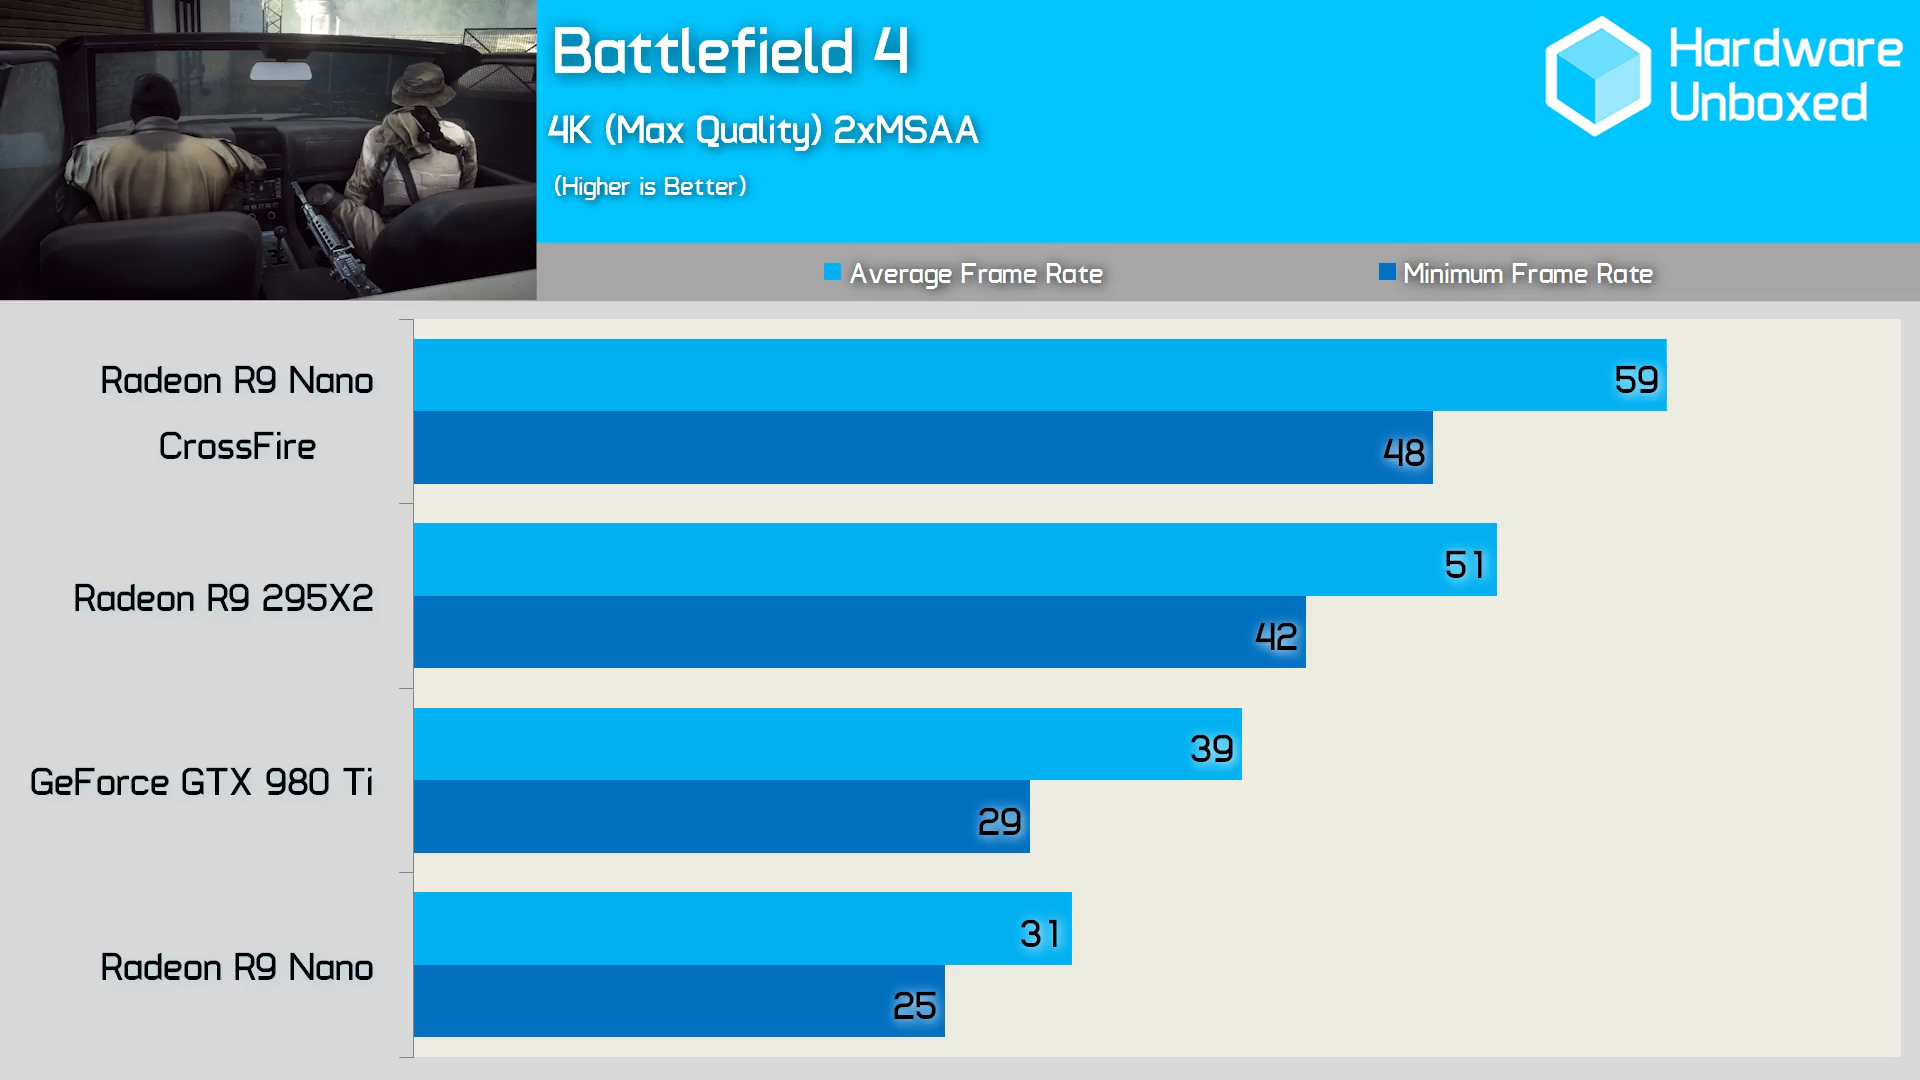 Battlefield 4
4K (Max Quality) 2xMSAA
(Higher is Better)
Hardware
Unboxed
Average Frame Rate
Minimum Frame Rate
Radeon R9 Nano
CrossFire
59
48
Radeon R9 295X2
51
42
GeForce GTX 980 Ti
39
29
Radeon R9 Nano
31
25